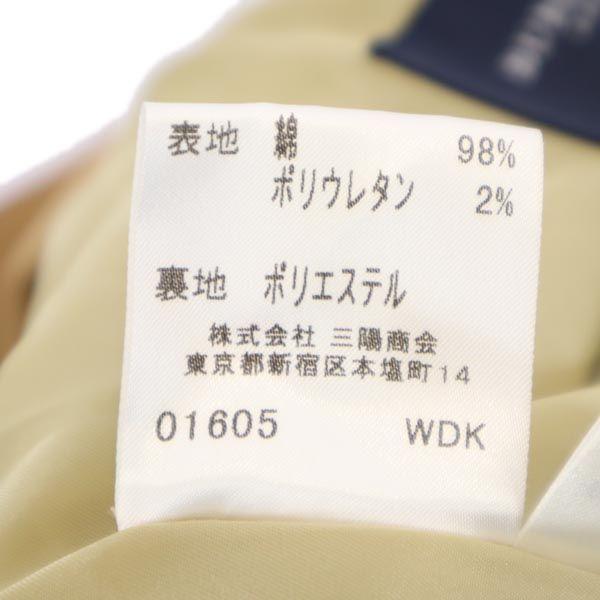 表地 綿 98%
ポリウレタン 2%
裏地 ポリエステル
株式会社 三陽商会
東京都新宿区本塩町14
01605 WDK